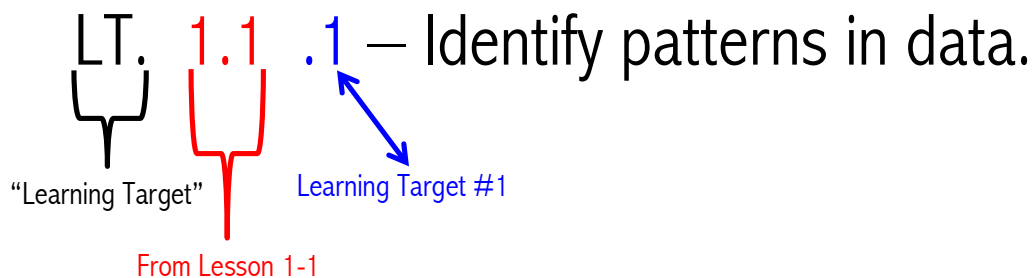 LT. 1.1 .1 — Identify patterns in data.
“Learning Target”
Learning Target #1
From Lesson 1-1